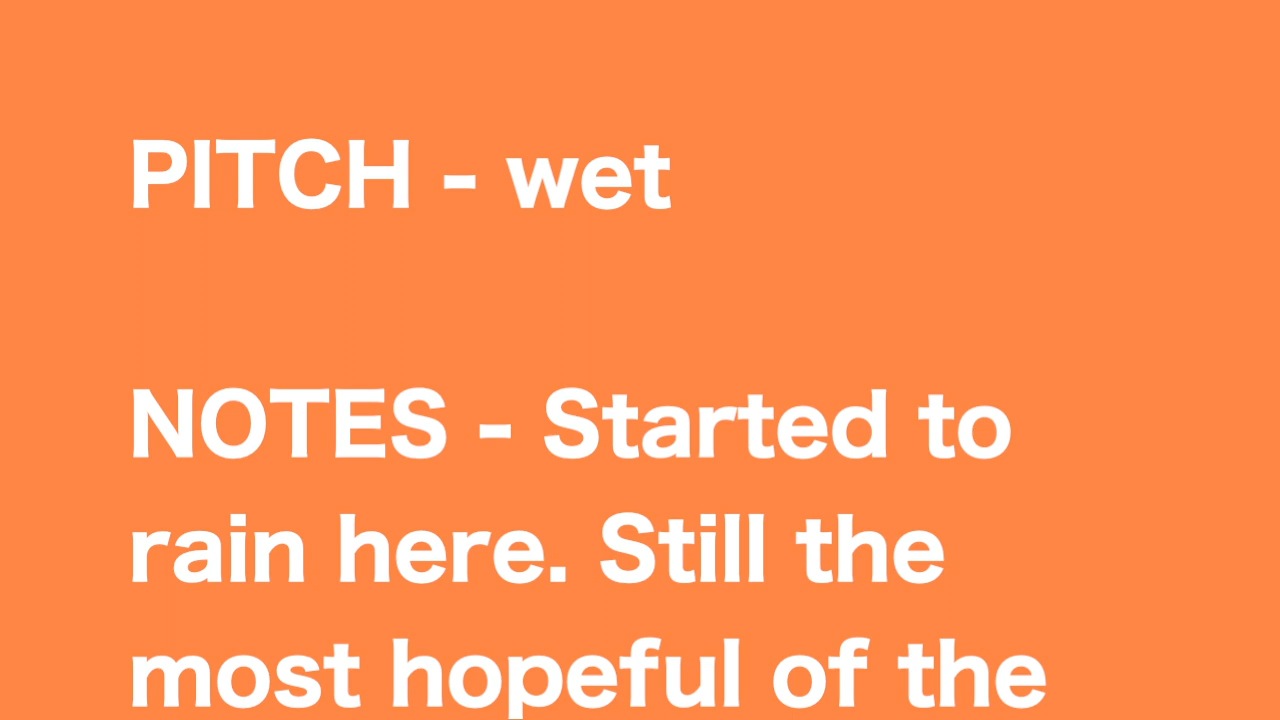 PITCH - wet
NOTES - Started to
rain here. Still the
most hopeful of the